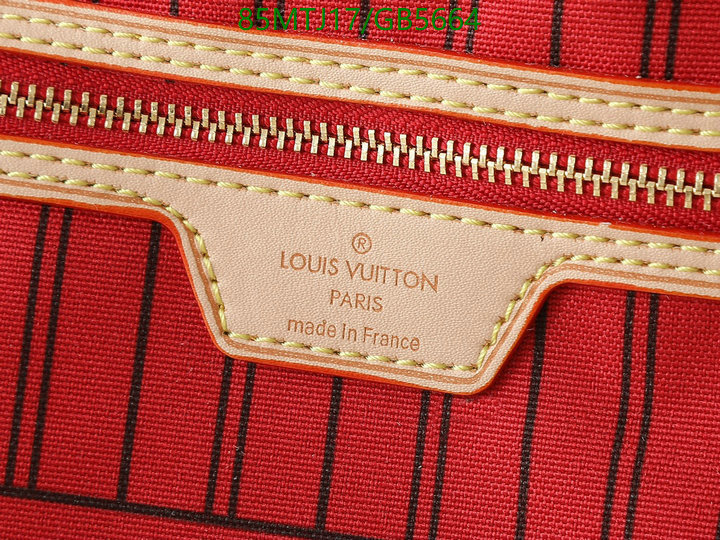 85MTJ17/GB5664
®
LOUIS VUITTON
PARIS
made in France